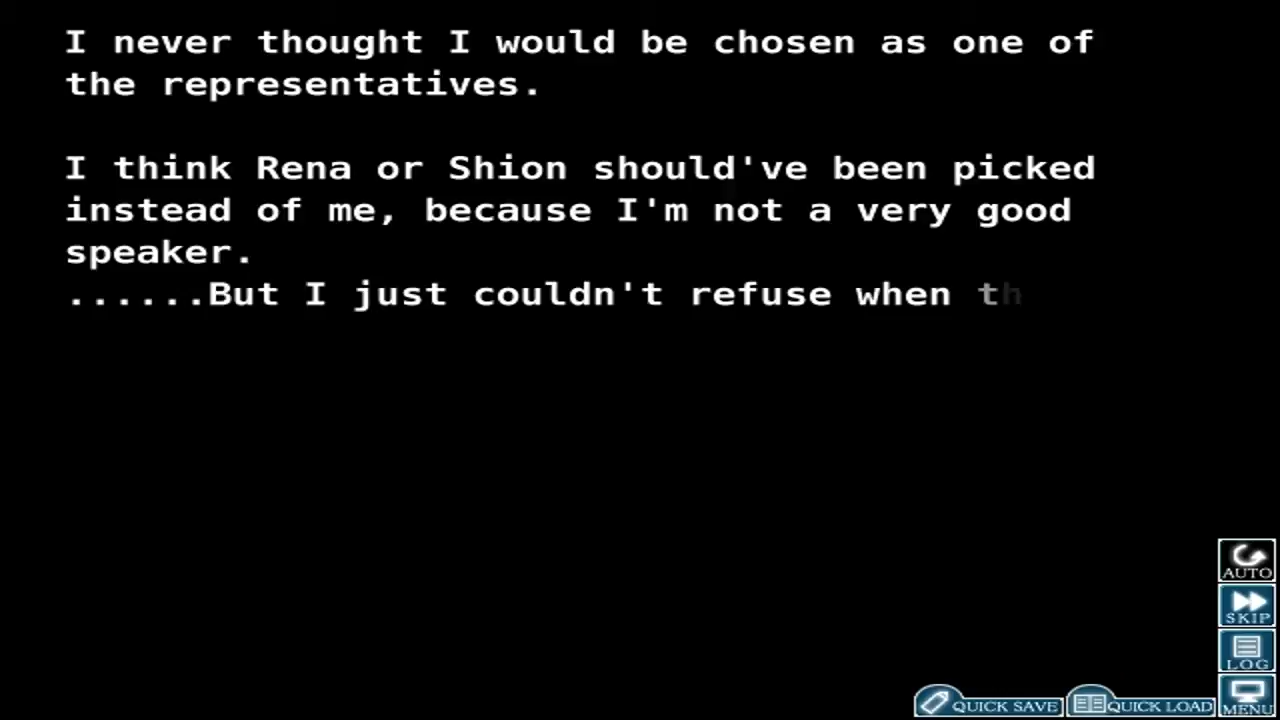 I never thought I would be chosen as one of
the representatives.
I think Rena or Shion should've been picked
instead of me, because I'm not a very good
speaker.
......But I just couldn't refuse when th
AUTO
SKIP
LOG
MENU
QUICK SAVE
QUICK LOAD